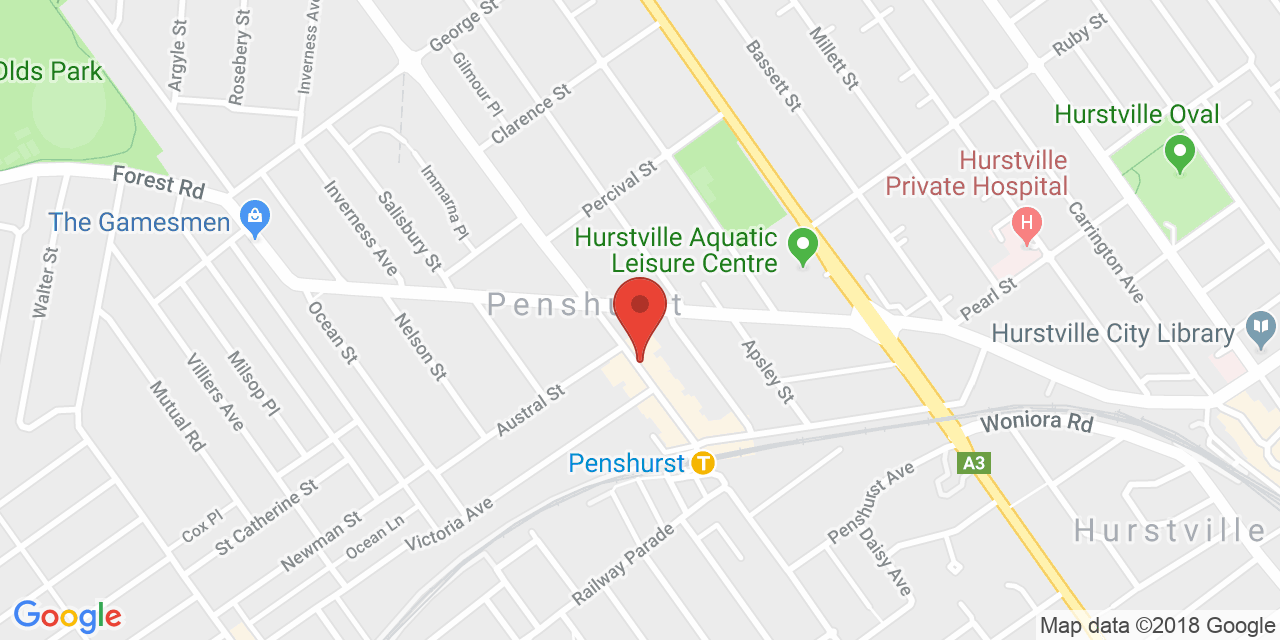 George St
Argyle St
Rosebery St
Inverness Ave
Gilmour Pl
Bassett St
Millett St
Ruby St
Olds Park
Clarence St
Hurstville Oval
Forest Rd
Percival St
Immarna Pl
Salisbury St
Inverness Ave
Hurstville
Private Hospital
H
The Gamesmen
Carrington Ave
Hurstville Aquatic
Leisure Centre
Walter St
Penshurst
Pearl St
Ocean St
Nelson St
Hurstville City Library
Apsley St
Milsop Pl
Villiers Ave
Mutual Rd
Austral St
Woniora Rd
Penshurst
T
A3
Penshurst Ave
Cox Pl
St Catherine St
Newman St
Ocean Ln
Victoria Ave
Railway Parade
Daisy Ave
Hurstville
Google
Map data ©2018 Google